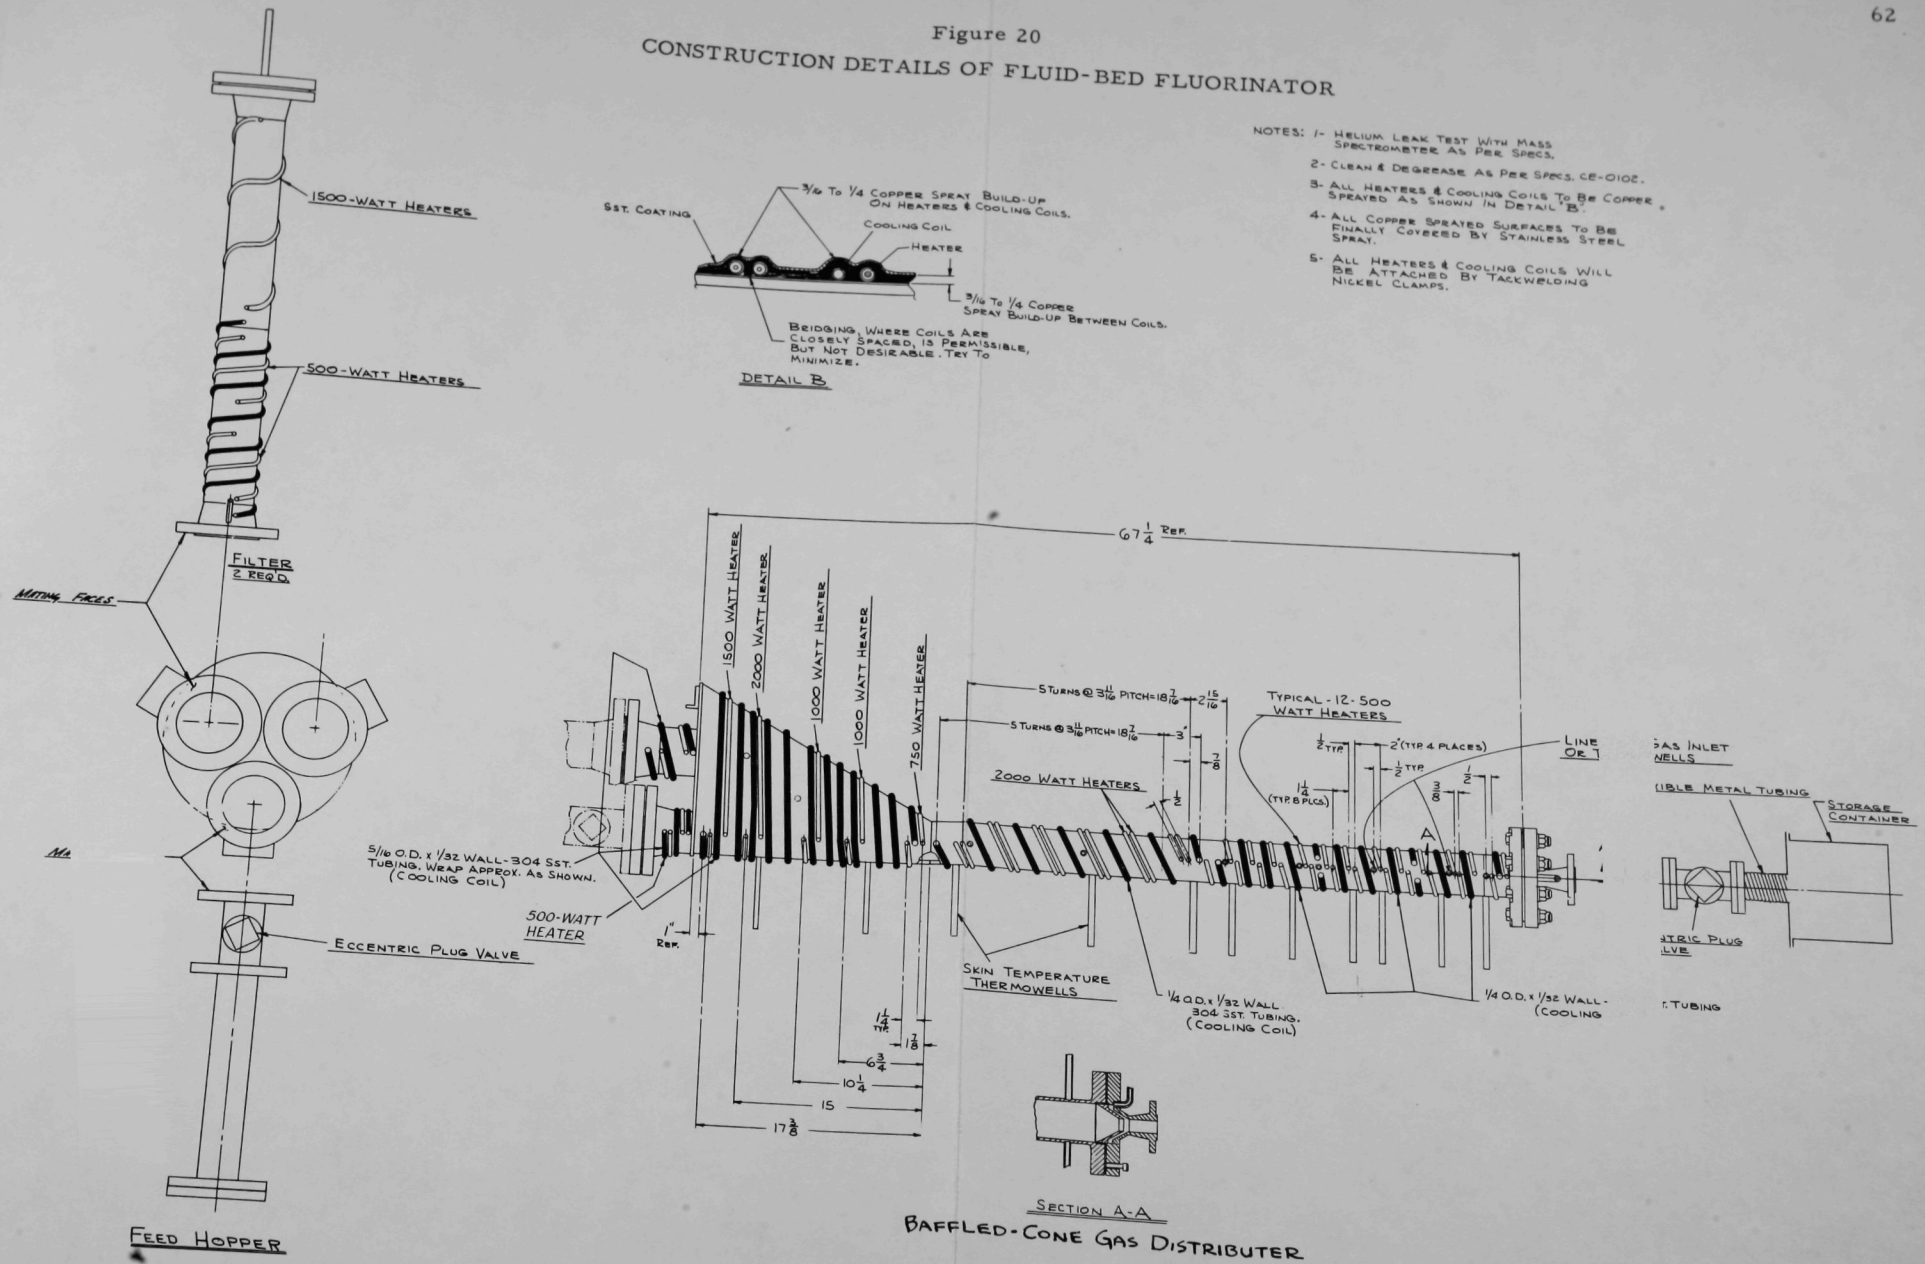 62
Figure 20
CONSTRUCTION DETAILS OF FLUID-BED FLUORINATOR
NOTES: 1- HELIUM LEAK TEST WITH MASS
SPECTROMETER AS PER SPECS.
2- CLEAN & DEGREASE AS PER SPECS. CE-0102.
3- ALL HEATERS & COOLING COILS TO BE COPPER
SPRAYED AS SHOWN IN DETAIL "B".
4- ALL COPPER SPRAYED SURFACES TO BE
FINALLY COVERED BY STAINLESS STEEL
SPRAY.
5- ALL HEATERS & COOLING COILS WILL
BE ATTACHED BY TACKWELDING
NICKEL CLAMPS.
1500-WATT HEATERS
500-WATT HEATERS
FILTER
2 REQ'D.
MATING FACES
SST. COATING
3/16 TO 1/4 COPPER SPRAY BUILD-UP
ON HEATERS & COOLING COILS.
COOLING COIL
HEATER
3/16 TO 1/4 COPPER
SPRAY BUILD-UP BETWEEN COILS.
BRIDGING, WHERE COILS ARE
CLOSELY SPACED, IS PERMISSIBLE,
BUT NOT DESIRABLE. TRY TO
MINIMIZE.
DETAIL B
67 1/4 REF.
1500 WATT HEATER
2000 WATT HEATER
1000 WATT HEATER
1000 WATT HEATER
750 WATT HEATER
5 TURNS @ 3 11/16 PITCH = 18 7/16
2 15/16
5 TURNS @ 3 11/16 PITCH = 18 7/16
3"
7/8
1/2
2000 WATT HEATERS
TYPICAL-12-500
WATT HEATERS
1/2 TYP.
2" (TYP. 4 PLACES)
1/2 TYP.
1 1/4
(TYP. 8 PLCS)
3/8
1/2
A
LINE
OR T
GAS INLET
WELLS
IBLE METAL TUBING
STORAGE
CONTAINER
TRIC PLUG
LVE
T. TUBING
5/16 O.D. x 1/32 WALL-304 SST.
TUBING. WRAP APPROX. AS SHOWN.
(COOLING COIL)
500-WATT
HEATER
1"
REF.
SKIN TEMPERATURE
THERMOWELLS
1/4 O.D. x 1/32 WALL
304 SST. TUBING.
(COOLING COIL)
1/4 O.D. x 1/32 WALL-
(COOLING
1 1/4
TYP.
1 7/8
6 3/4
10 1/4
15
17 3/8
MA
ECCENTRIC PLUG VALVE
FEED HOPPER
SECTION A-A
BAFFLED-CONE GAS DISTRIBUTER